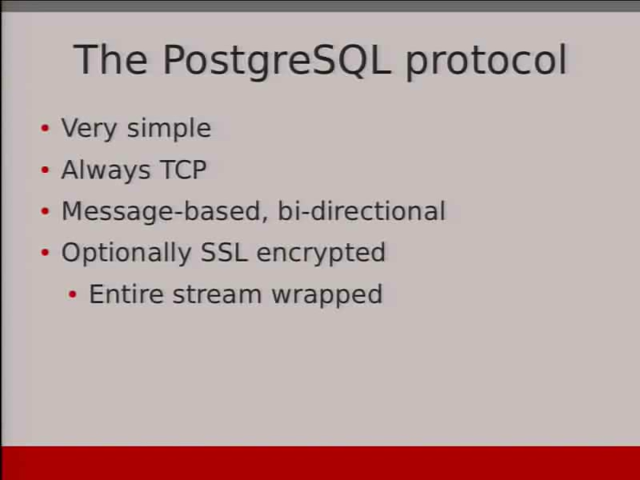 The PostgreSQL protocol
• Very simple
• Always TCP
• Message-based, bi-directional
• Optionally SSL encrypted
• Entire stream wrapped